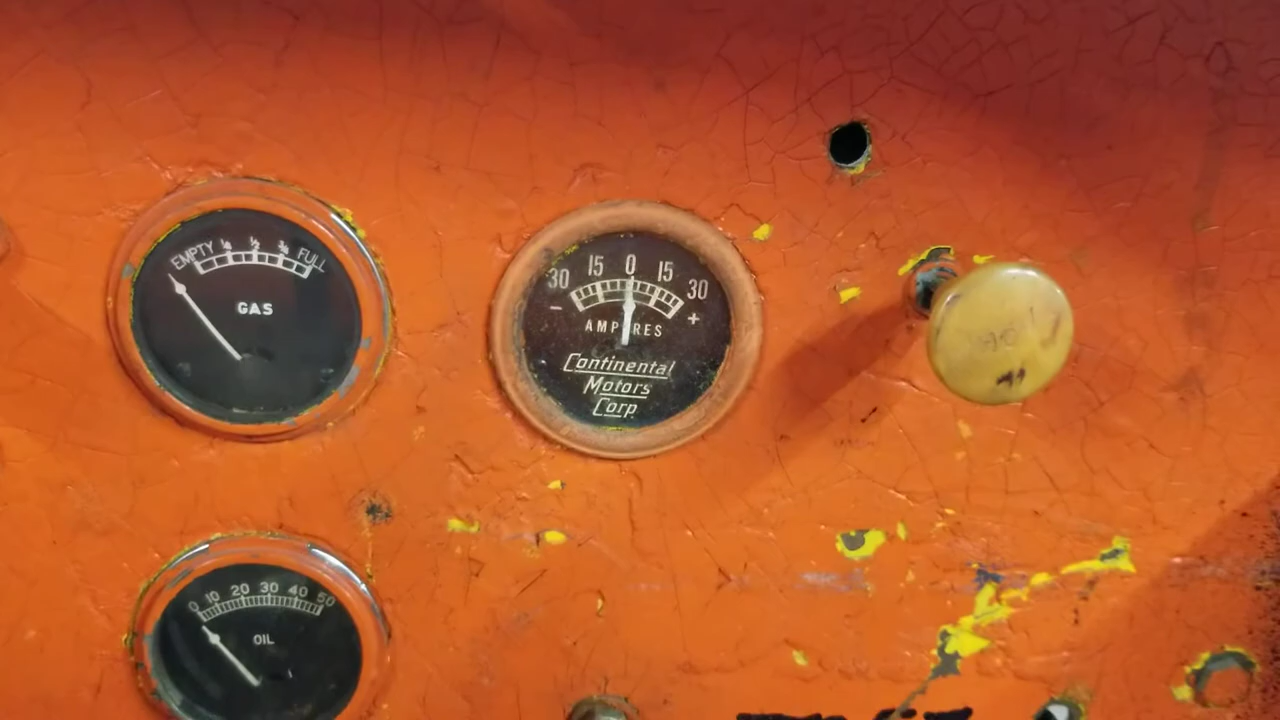 EMPTY ¼ ½ ¾ FULL
GAS
30 15 0 15 30
- +
AMPERES
Continental
Motors
Corp
0 10 20 30 40 50
OIL